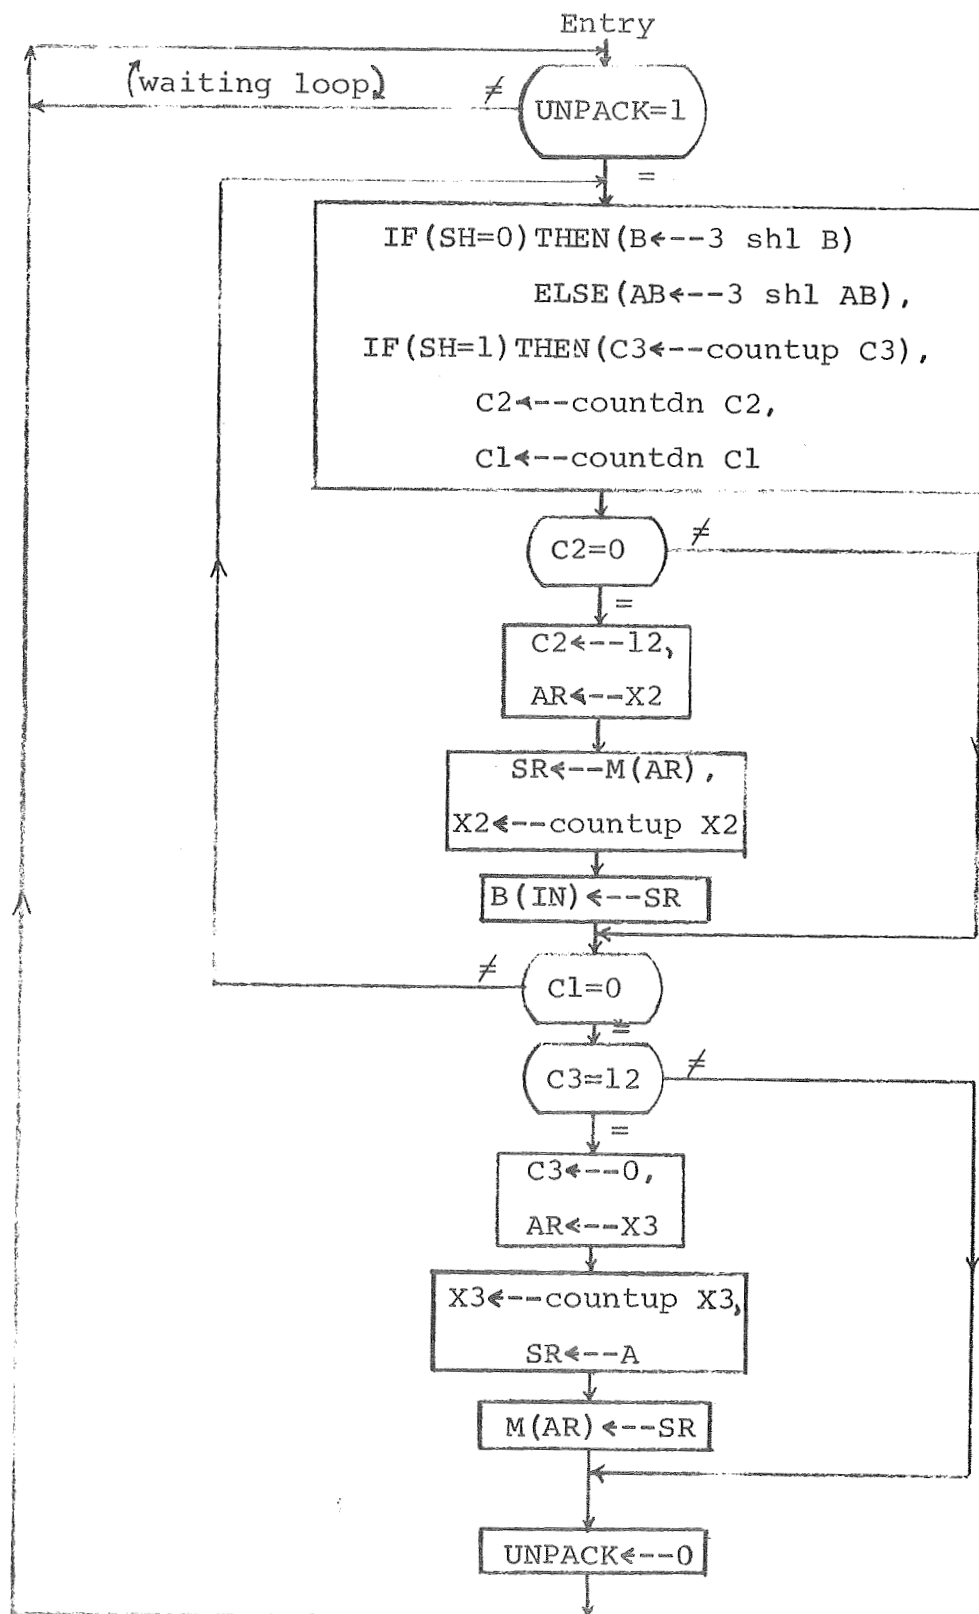 Entry
(waiting loop)
≠
UNPACK=1
=
IF(SH=0)THEN(B<--3 shl B)
ELSE(AB<--3 shl AB),
IF(SH=1)THEN(C3<--countup C3),
C2<--countdn C2,
C1<--countdn C1
C2=0
≠
=
C2<--12,
AR<--X2
SR<--M(AR),
X2<--countup X2
B(IN)<--SR
≠
C1=0
=
C3=12
≠
=
C3<--0,
AR<--X3
X3<--countup X3,
SR<--A
M(AR)<--SR
UNPACK<--0